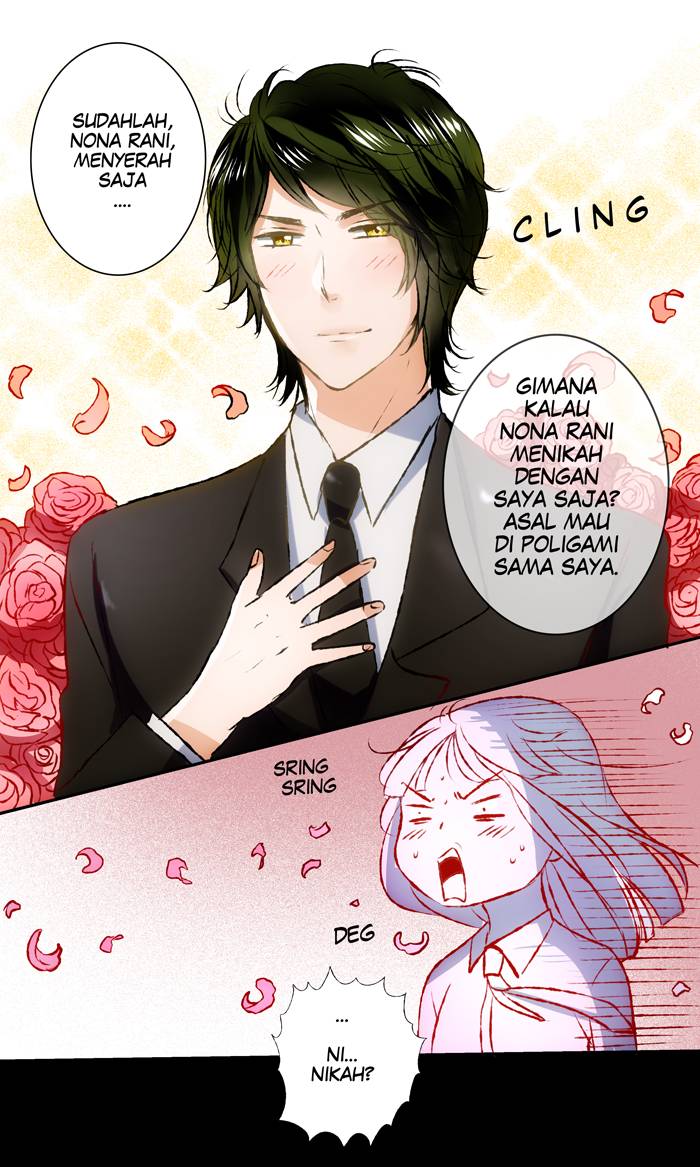 SUDAHLAH,
NONA RANI,
MENYERAH
SAJA
....
CLING
GIMANA
KALAU
NONA RANI
MENIKAH
DENGAN
SAYA SAJA?
ASAL MAU
DI POLIGAMI
SAMA SAYA.
SRING
SRING
DEG
...
NI...
NIKAH?